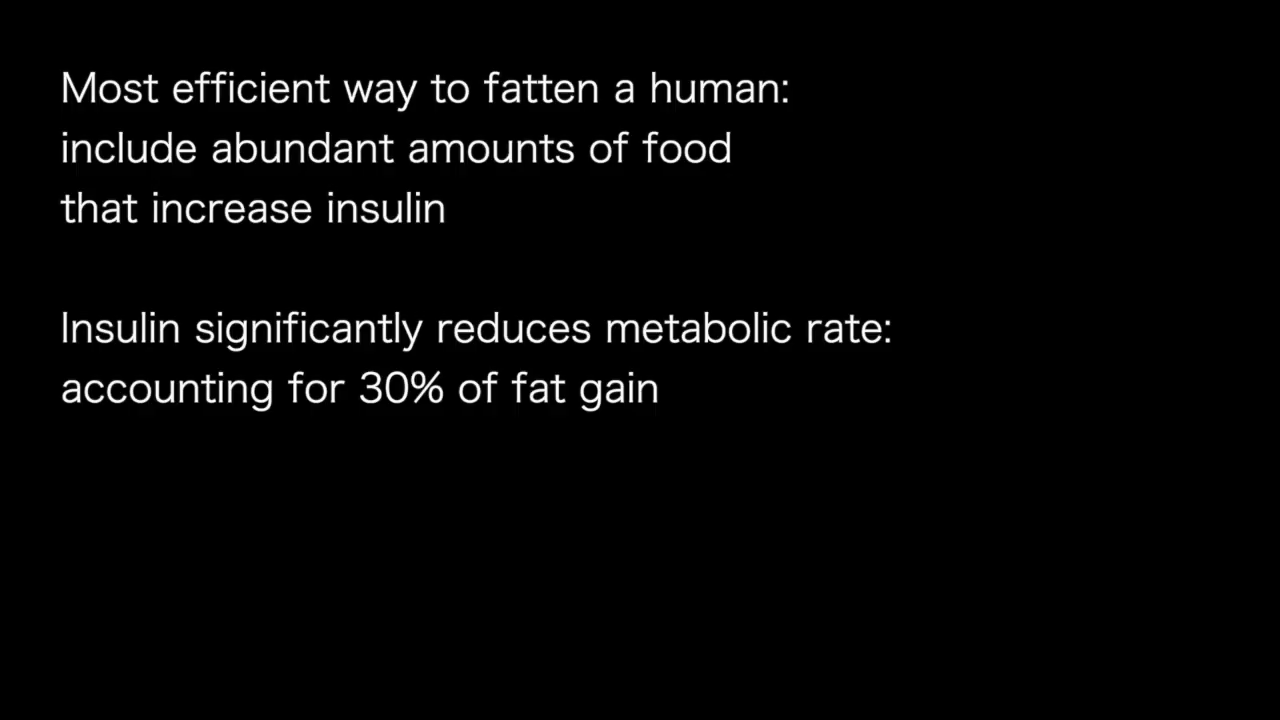 Most efficient way to fatten a human:
include abundant amounts of food
that increase insulin
Insulin significantly reduces metabolic rate:
accounting for 30% of fat gain